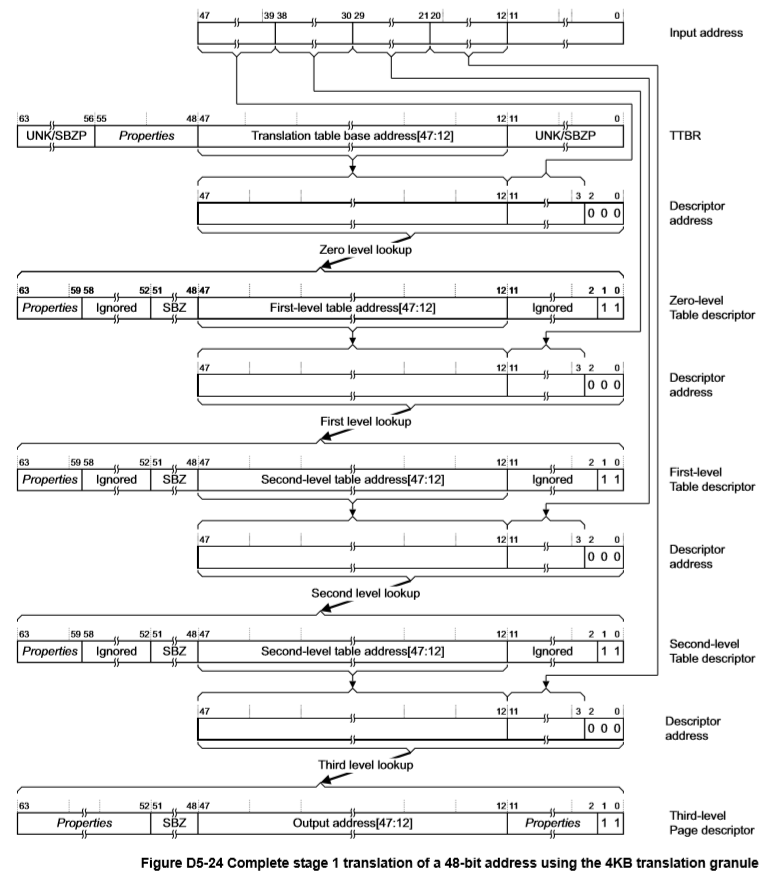 47 39 38 30 29 21 20 12 11 0
Input address
63 56 55 48 47 12 11 0
UNK/SBZP Properties Translation table base address[47:12] UNK/SBZP
TTBR
47 12 11 3 2 0
0 0 0
Descriptor
address
Zero level lookup
63 59 58 52 51 48 47 12 11 2 1 0
Properties Ignored SBZ First-level table address[47:12] Ignored 1 1
Zero-level
Table descriptor
47 12 11 3 2 0
0 0 0
Descriptor
address
First level lookup
63 59 58 52 51 48 47 12 11 2 1 0
Properties Ignored SBZ Second-level table address[47:12] Ignored 1 1
First-level
Table descriptor
47 12 11 3 2 0
0 0 0
Descriptor
address
Second level lookup
63 59 58 52 51 48 47 12 11 2 1 0
Properties Ignored SBZ Second-level table address[47:12] Ignored 1 1
Second-level
Table descriptor
47 12 11 3 2 0
0 0 0
Descriptor
address
Third level lookup
63 52 51 48 47 12 11 2 1 0
Properties SBZ Output address[47:12] Properties 1 1
Third-level
Page descriptor
Figure D5-24 Complete stage 1 translation of a 48-bit address using the 4KB translation granule